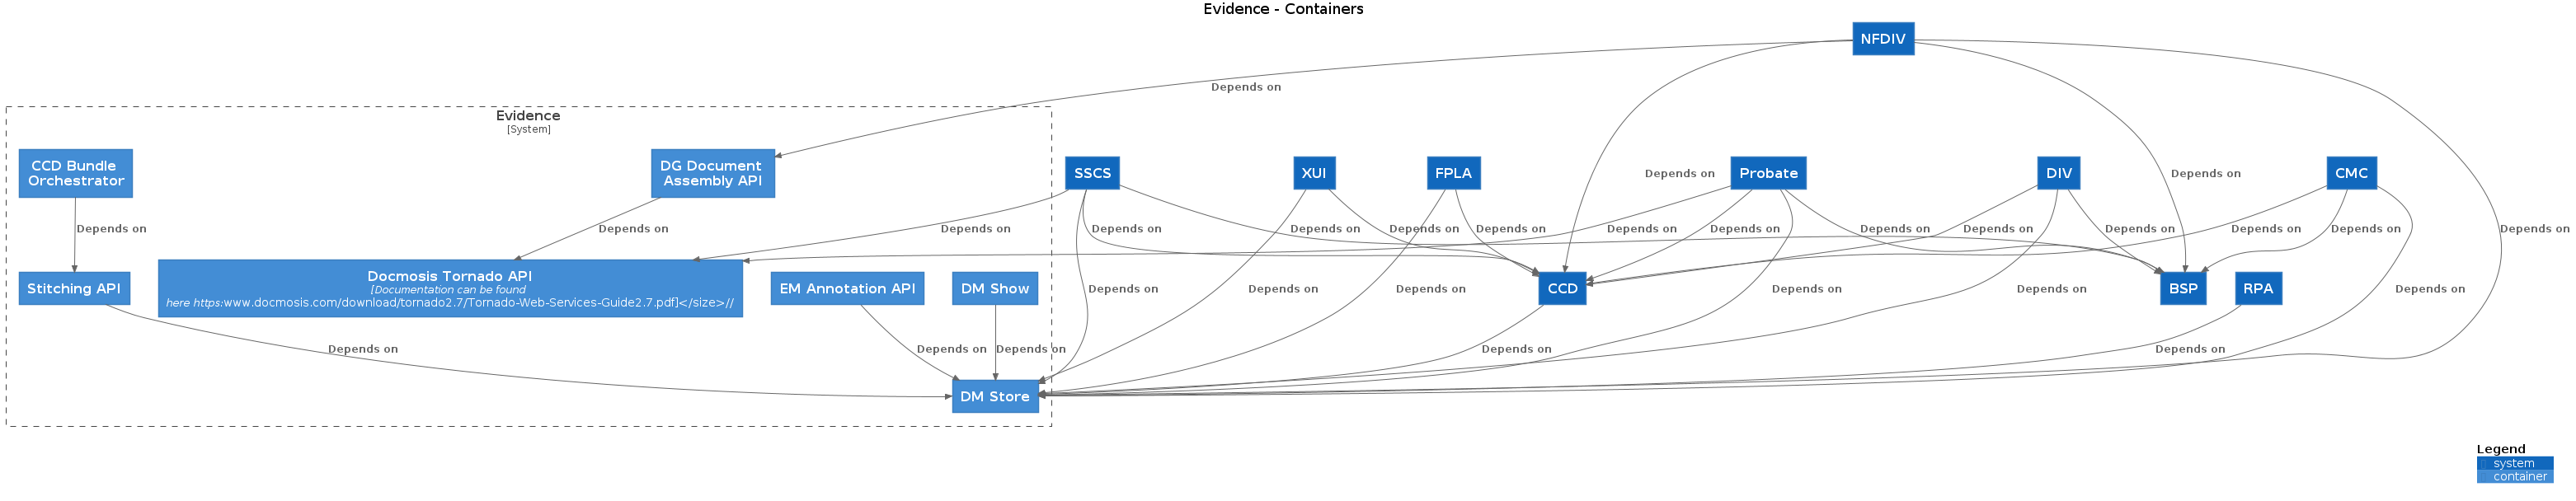 Evidence - Containers
NFDIV
Depends on
Evidence
[System]
CCD Bundle
Orchestrator
DG Document
Assembly API
SSCS
XUI
FPLA
Depends on
Probate
DIV
Depends on
CMC
Depends on
Depends on
Depends on
Depends on
Depends on
Depends on
Depends on
Depends on
Depends on
Depends on
Depends on
Depends on
Depends on
Depends on
Stitching API
Docmosis Tornado API
[Documentation can be found
here https:www.docmosis.com/download/tornado2.7/Tornado-Web-Services-Guide2.7.pdf]</size>//
EM Annotation API
DM Show
Depends on
Depends on
Depends on
CCD
Depends on
Depends on
BSP
RPA
Depends on
Depends on
Depends on
Depends on
Depends on
Depends on
DM Store
Legend
system
container